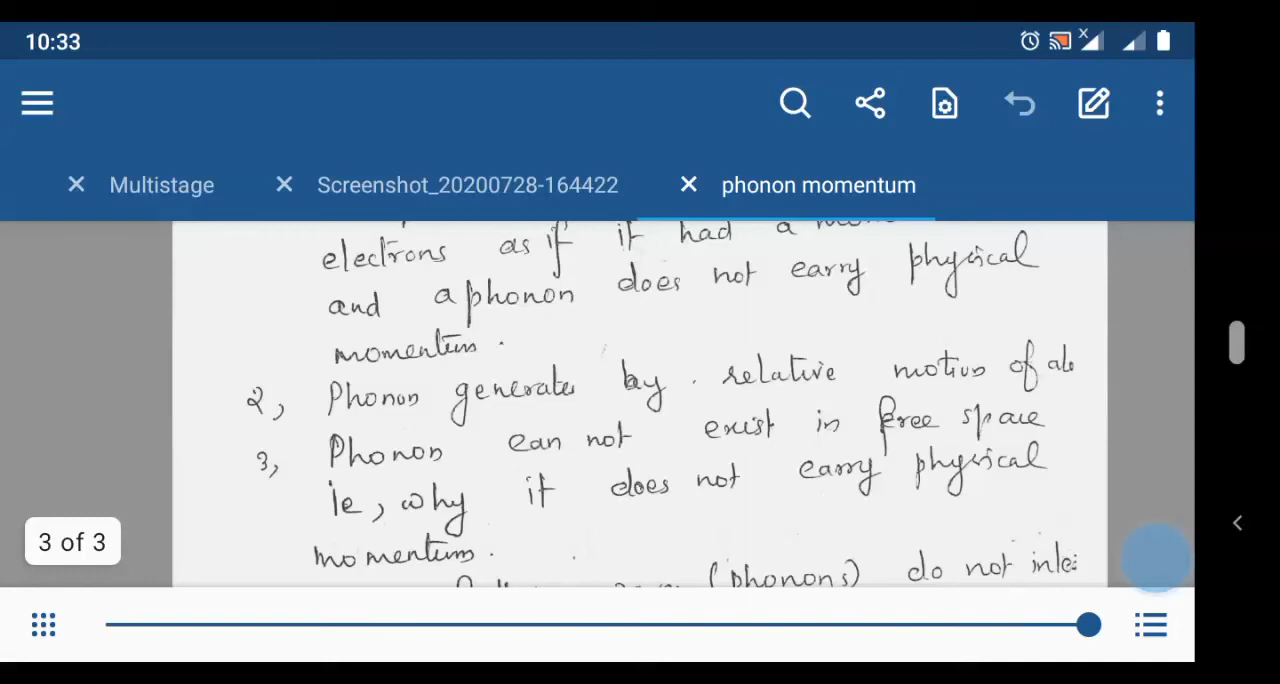 10:33
Multistage
Screenshot_20200728-164422
phonon momentum
electrons as if it had a
and a phonon does not carry physical
momentum.
2, Phonon generates by relative motion of
3, Phonon can not exist in free space
ie, why it does not carry physical
momentum.
(phonons) do not
3 of 3